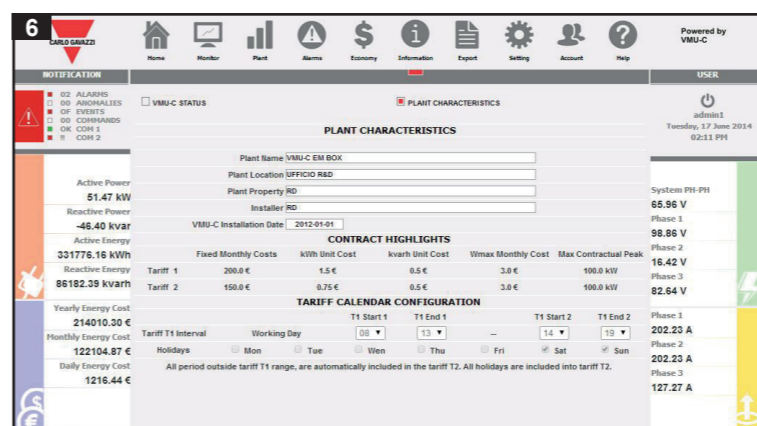 6
CARLO GAVAZZI
Home Monitor Plant Alarms Economy Information Export Setting Account Help
Powered by
VMU-C
NOTIFICATION
USER
02 ALARMS
00 ANOMALIES
OF EVENTS
00 COMMANDS
OK COM 1
!! COM 2
VMU-C STATUS
PLANT CHARACTERISTICS
admin1
Tuesday, 17 June 2014
02:11 PM
PLANT CHARACTERISTICS
Plant Name VMU-C EM BOX
Plant Location UFFICIO R&D
Plant Property RD
Installer RD
VMU-C Installation Date 2012-01-01
CONTRACT HIGHLIGHTS
Fixed Monthly Costs kWh Unit Cost kvarh Unit Cost Wmax Monthly Cost Max Contractual Peak
Tariff 1 200.0 € 1.5 € 0.5 € 3.0 € 100.0 kW
Tariff 2 150.0 € 0.75 € 0.5 € 3.0 € 100.0 kW
TARIFF CALENDAR CONFIGURATION
T1 Start 1 T1 End 1 T1 Start 2 T1 End 2
Tariff T1 Interval Working Day 08 13 -- 14 19
Holidays Mon Tue Wen Thu Fri Sat Sun
All period outside tariff T1 range, are automatically included in the tariff T2. All holidays are included into tariff T2.
Active Power
51.47 kW
Reactive Power
-46.40 kvar
Active Energy
331776.16 kWh
Reactive Energy
86182.39 kvarh
Yearly Energy Cost
214010.30 €
Monthly Energy Cost
122104.87 €
Daily Energy Cost
1216.44 €
System PH-PH
65.96 V
Phase 1
98.86 V
Phase 2
16.42 V
Phase 3
82.64 V
Phase 1
202.23 A
Phase 2
202.23 A
Phase 3
127.27 A